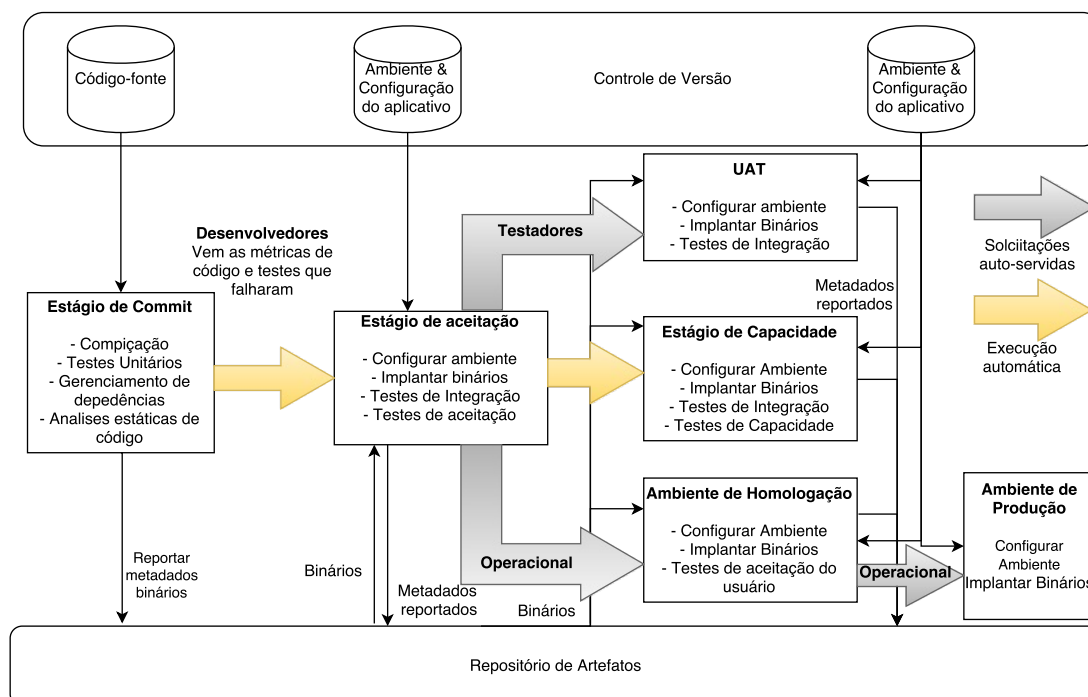 Código-fonte
Ambiente &
Configuração
do aplicativo
Controle de Versão
Ambiente &
Configuração
do aplicativo
Desenvolvedores
Vem as métricas de
código e testes que
falharam
Estágio de Commit
- Compiçação
- Testes Unitários
- Gerenciamento de
depedências
- Analises estáticas de
código
Estágio de aceitação
- Configurar ambiente
- Implantar binários
- Testes de Integração
- Testes de aceitação
Testadores
UAT
- Configurar ambiente
- Implantar Binários
- Testes de Integração
Metadados
reportados
Solciitações
auto-servidas
Execução
automática
Estágio de Capacidade
- Configurar Ambiente
- Implantar Binários
- Testes de Integração
- Testes de Capacidade
Operacional
Ambiente de Homologação
- Configurar Ambiente
- Implantar Binários
- Testes de aceitação do
usuário
Operacional
Ambiente de
Produção
Configurar
Ambiente
Implantar Binários
Reportar
metadados
binários
Binários
Metadados
reportados
Binários
Repositório de Artefatos